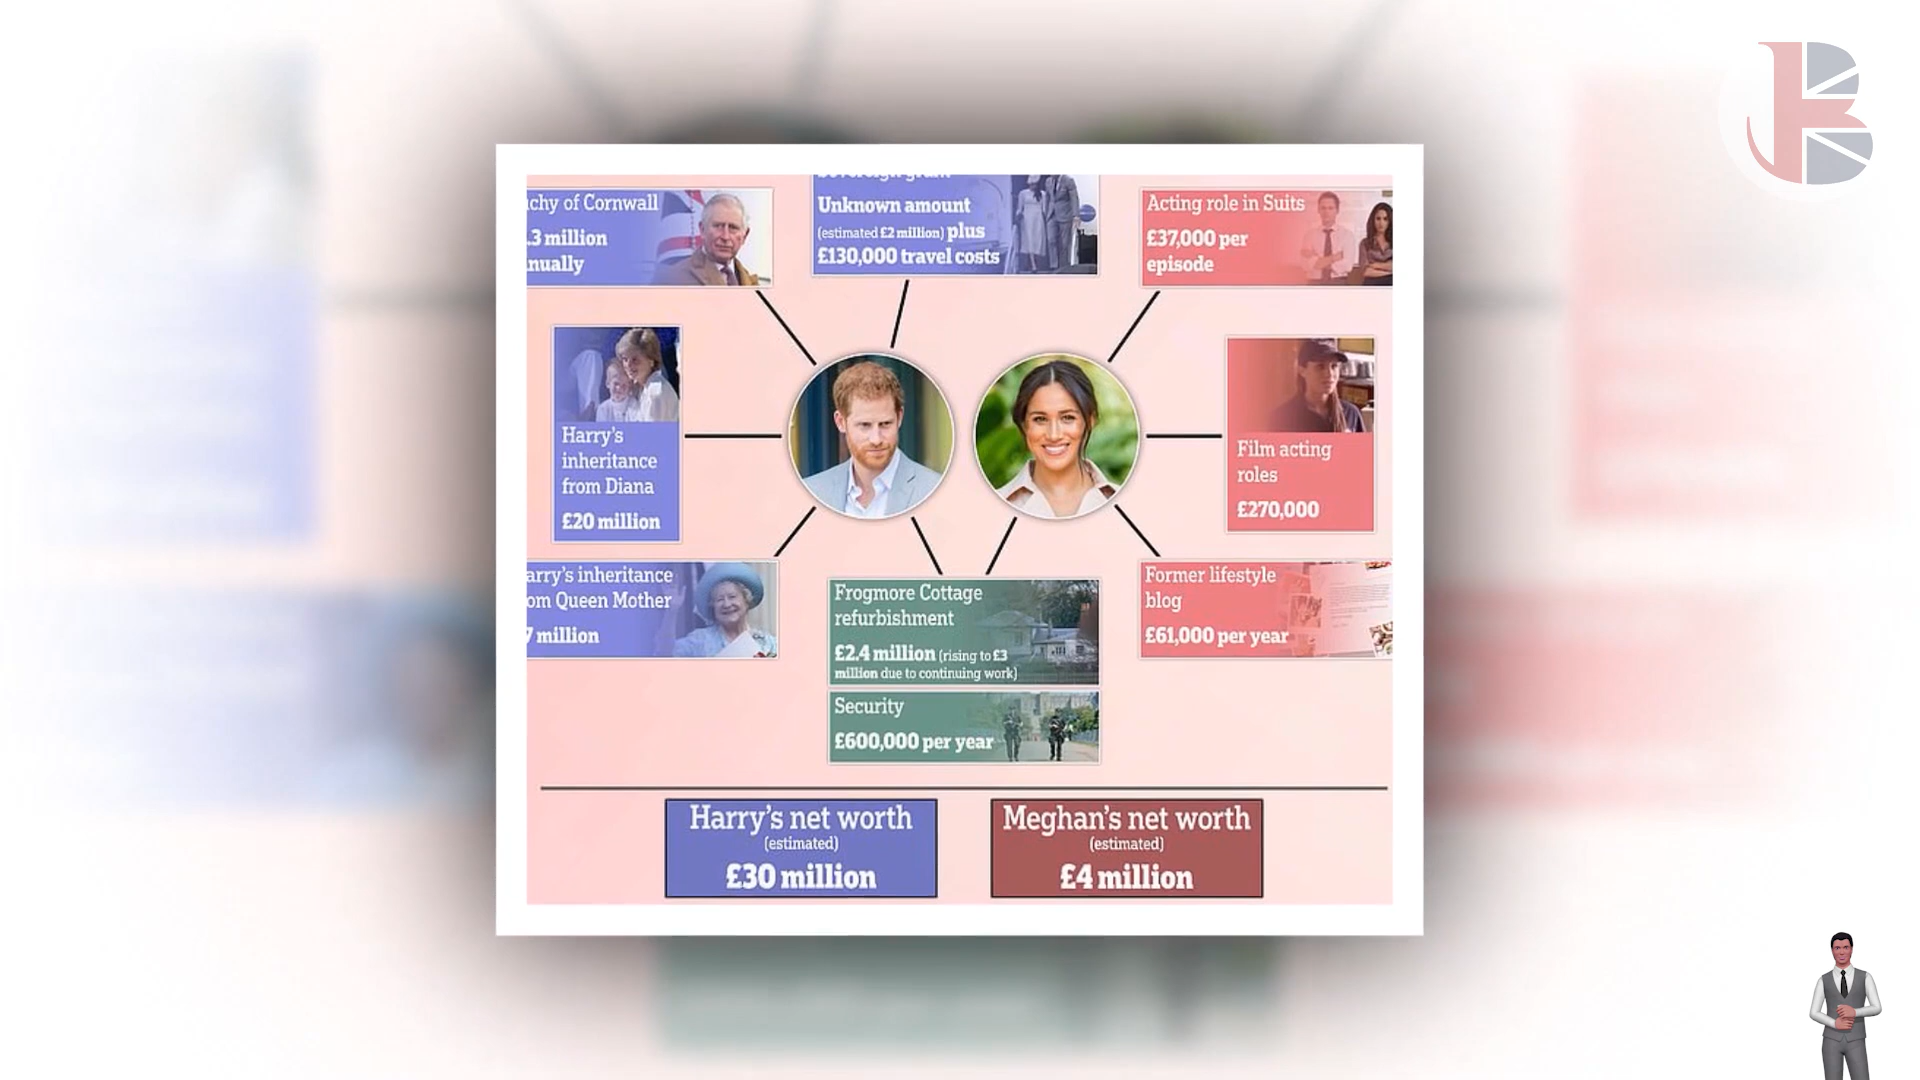 chy of Cornwall
.3 million
nually
Sovereign grant
Unknown amount
(estimated £2 million) plus
£130,000 travel costs
Acting role in Suits
£37,000 per
episode
Harry's
inheritance
from Diana
£20 million
Film acting
roles
£270,000
arry's inheritance
om Queen Mother
7 million
Frogmore Cottage
refurbishment
£2.4 million (rising to £3
million due to continuing work)
Security
£600,000 per year
Former lifestyle
blog
£61,000 per year
Harry's net worth
(estimated)
£30 million
Meghan's net worth
(estimated)
£4 million